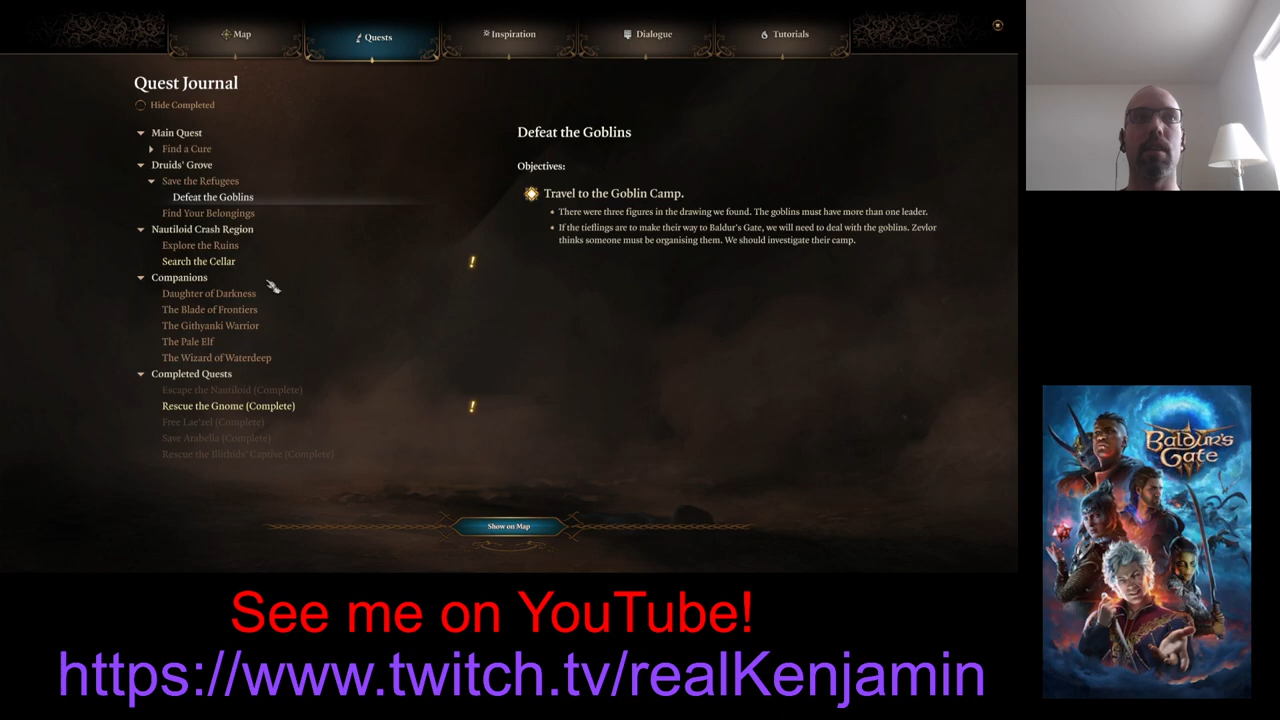 Map
Quests
Inspiration
Dialogue
Tutorials
Quest Journal
Hide Completed
Main Quest
Find a Cure
Druids' Grove
Save the Refugees
Defeat the Goblins
Find Your Belongings
Nautiloid Crash Region
Explore the Ruins
Search the Cellar
!
Companions
Daughter of Darkness
The Blade of Frontiers
The Githyanki Warrior
The Pale Elf
The Wizard of Waterdeep
Completed Quests
Escape the Nautiloid (Complete)
Rescue the Gnome (Complete)
!
Free Lae'zel (Complete)
Save Arabella (Complete)
Rescue the Illithids' Captive (Complete)
Defeat the Goblins
Objectives:
Travel to the Goblin Camp.
There were three figures in the drawing we found. The goblins must have more than one leader.
If the tieflings are to make their way to Baldur's Gate, we will need to deal with the goblins. Zevlor
thinks someone must be organising them. We should investigate their camp.
Show on Map
Baldur's
Gate
See me on YouTube!
https://www.twitch.tv/realKenjamin